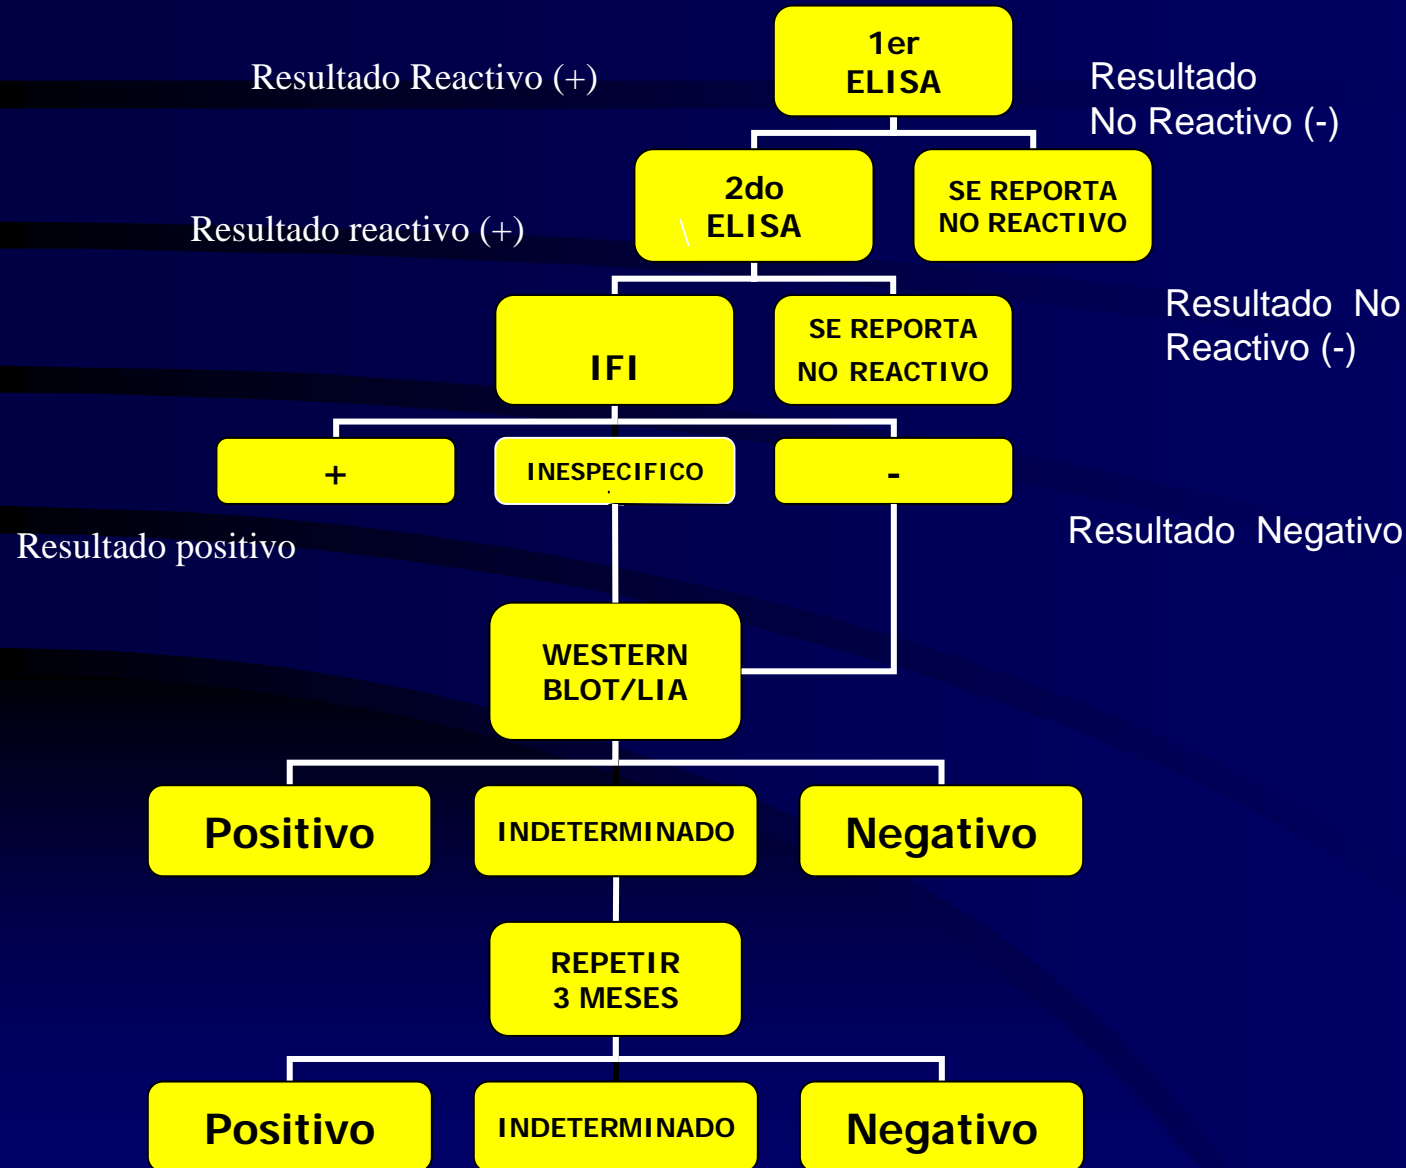 1er
ELISA
Resultado Reactivo (+)
Resultado
No Reactivo (-)
2do
\ ELISA
SE REPORTA
NO REACTIVO
Resultado reactivo (+)
IFI
SE REPORTA
NO REACTIVO
Resultado No
Reactivo (-)
+
INESPECIFICO
-
Resultado positivo
Resultado Negativo
WESTERN
BLOT/LIA
Positivo
INDETERMINADO
Negativo
REPETIR
3 MESES
Positivo
INDETERMINADO
Negativo